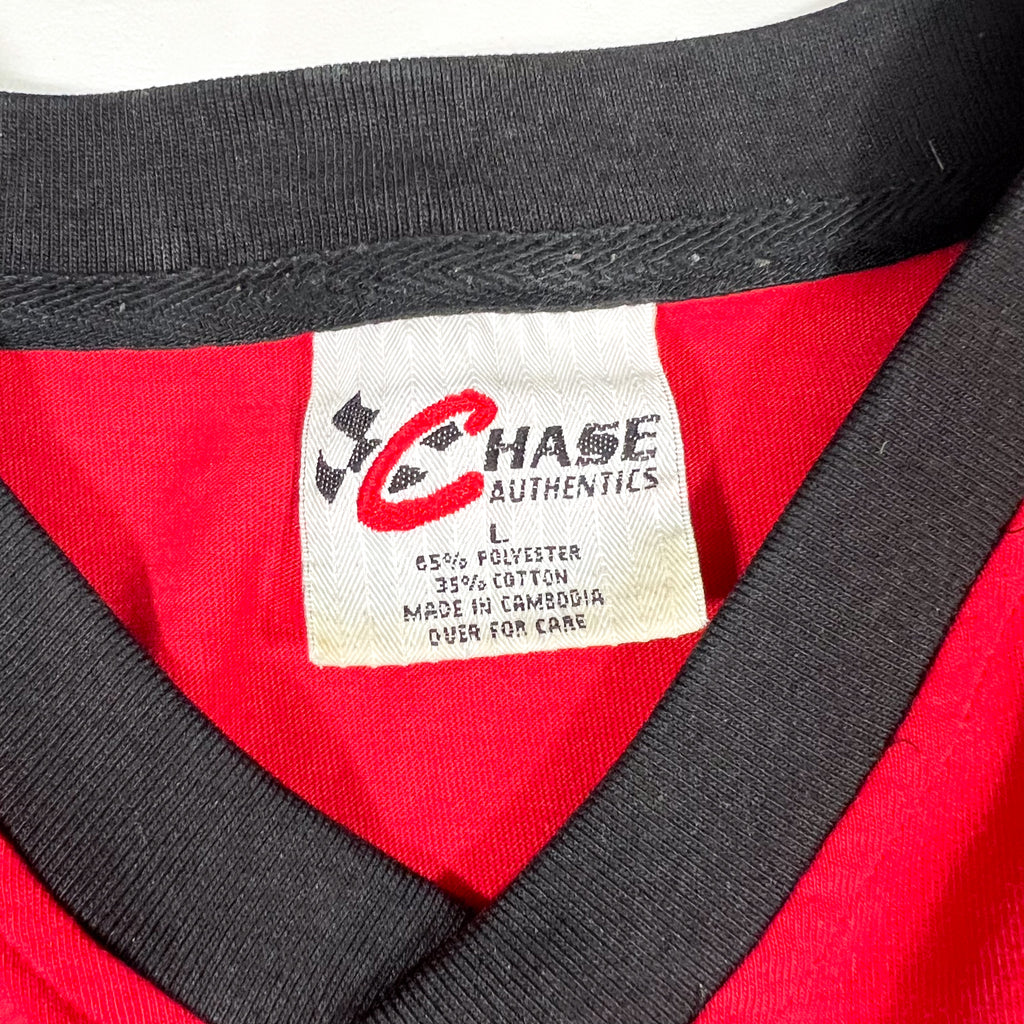 CHASE
AUTHENTICS
L
65% POLYESTER
35% COTTON
MADE IN CAMBODIA
OVER FOR CARE